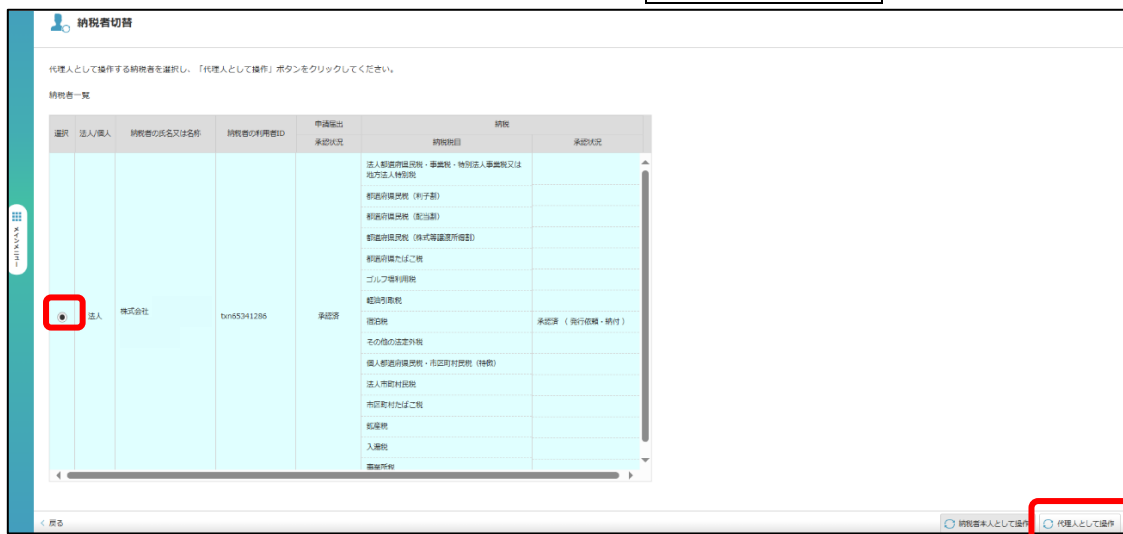 納税者切替
代理人として操作する納税者を選択し、「代理人として操作」ボタンをクリックしてください。
納税者一覧
選択 法人/個人 納税者の氏名又は名称 納税者の利用者ID 申請届出 納税
承認状況 納税税目 承認状況
法人都道府県民税・事業税・特別法人事業税又は
地方法人特別税
都道府県民税（利子割）
都道府県民税（配当割）
都道府県民税（株式等譲渡所得割）
都道府県たばこ税
ゴルフ場利用税
軽油引取税
法人 株式会社 txn65341286 承認済 宿泊税 承認済 （ 発行依頼・納付 ）
その他の法定外税
個人都道府県民税・市区町村民税（特徴）
法人市町村民税
市区町村たばこ税
鉱産税
入湯税
事業所税
メインメニュー
< 戻る
納税者本人として操作
代理人として操作